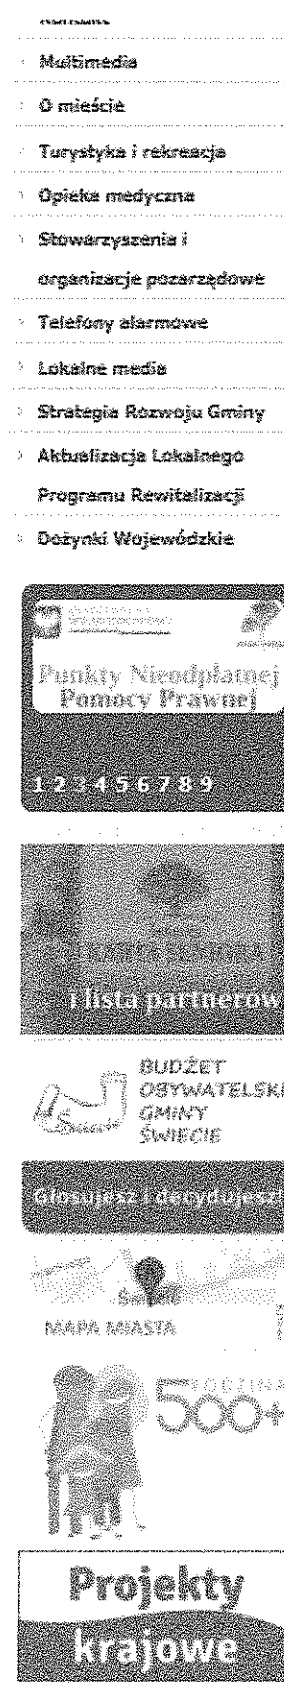 Multimedia
O mieście
Turystyka i rekreacja
Opieka medyczna
Stowarzyszenia i
organizacje pozarządowe
Telefony alarmowe
Lokalne media
Strategia Rozwoju Gminy
Aktualizacja Lokalnego
Programu Rewitalizacji
Dożynki Wojewódzkie
Punkty Nieodpłatnej
Pomocy Prawnej
1 2 3 4 5 6 7 8 9
i lista partnerów
BUDŻET
OBYWATELSKI
GMINY
ŚWIECIE
Głosujesz i decydujesz!
MAPA MIASTA
RODZINA
500+
Projekty
krajowe